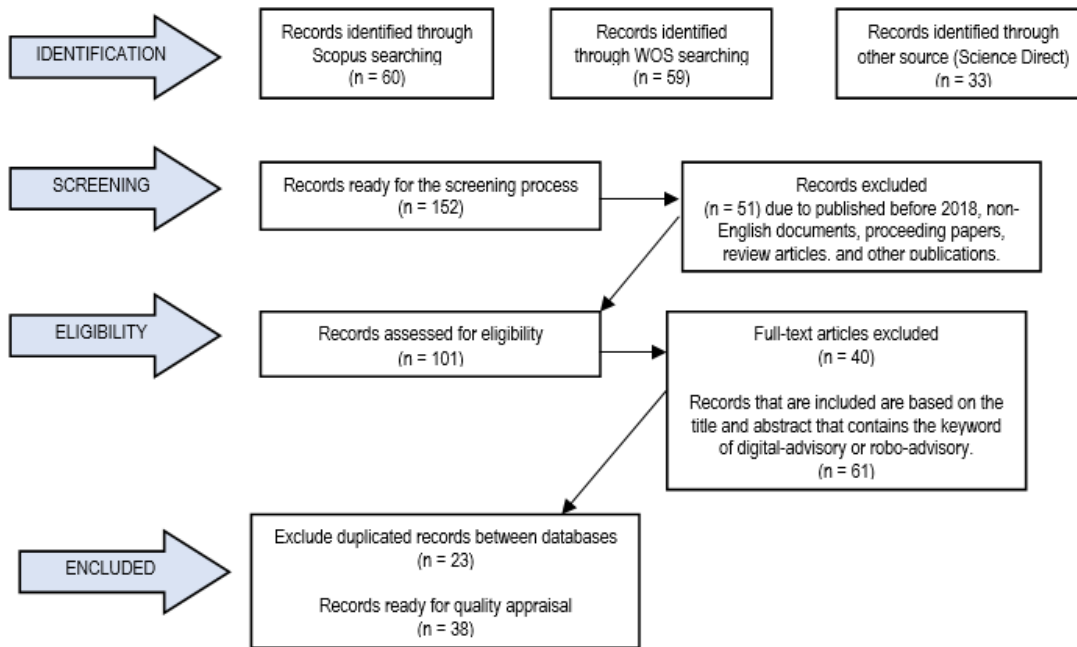 IDENTIFICATION
Records identified through
Scopus searching
(n = 60)
Records identified
through WOS searching
(n = 59)
Records identified through
other source (Science Direct)
(n = 33)
SCREENING
Records ready for the screening process
(n = 152)
Records excluded
(n = 51) due to published before 2018, non-
English documents, proceeding papers,
review articles, and other publications.
ELIGIBILITY
Records assessed for eligibility
(n = 101)
Full-text articles excluded
(n = 40)
Records that are included are based on the
title and abstract that contains the keyword
of digital-advisory or robo-advisory.
(n = 61)
ENCLUDED
Exclude duplicated records between databases
(n = 23)
Records ready for quality appraisal
(n = 38)